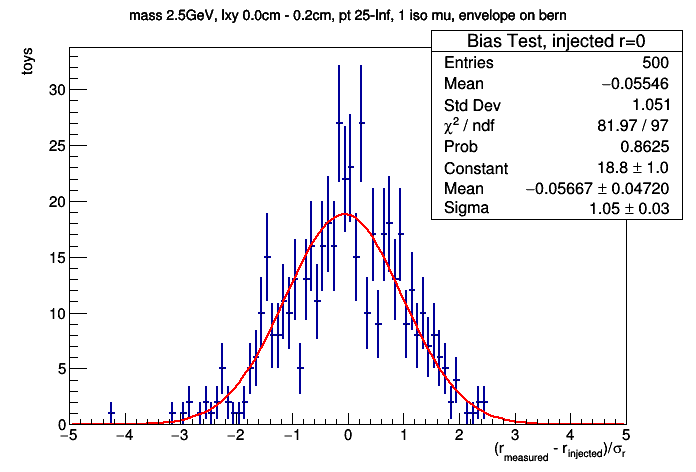 mass 2.5GeV, lxy 0.0cm - 0.2cm, pt 25-Inf, 1 iso mu, envelope on bern
Bias Test, injected r=0
Entries 500
Mean −0.05546
Std Dev 1.051
χ² / ndf 81.97 / 97
Prob 0.8625
Constant 18.8 ± 1.0
Mean −0.05667 ± 0.04720
Sigma 1.05 ± 0.03
toys
30
25
20
15
10
5
0
−5 −4 −3 −2 −1 0 1 2 3 4 5
(r_measured - r_injected)/σ_r